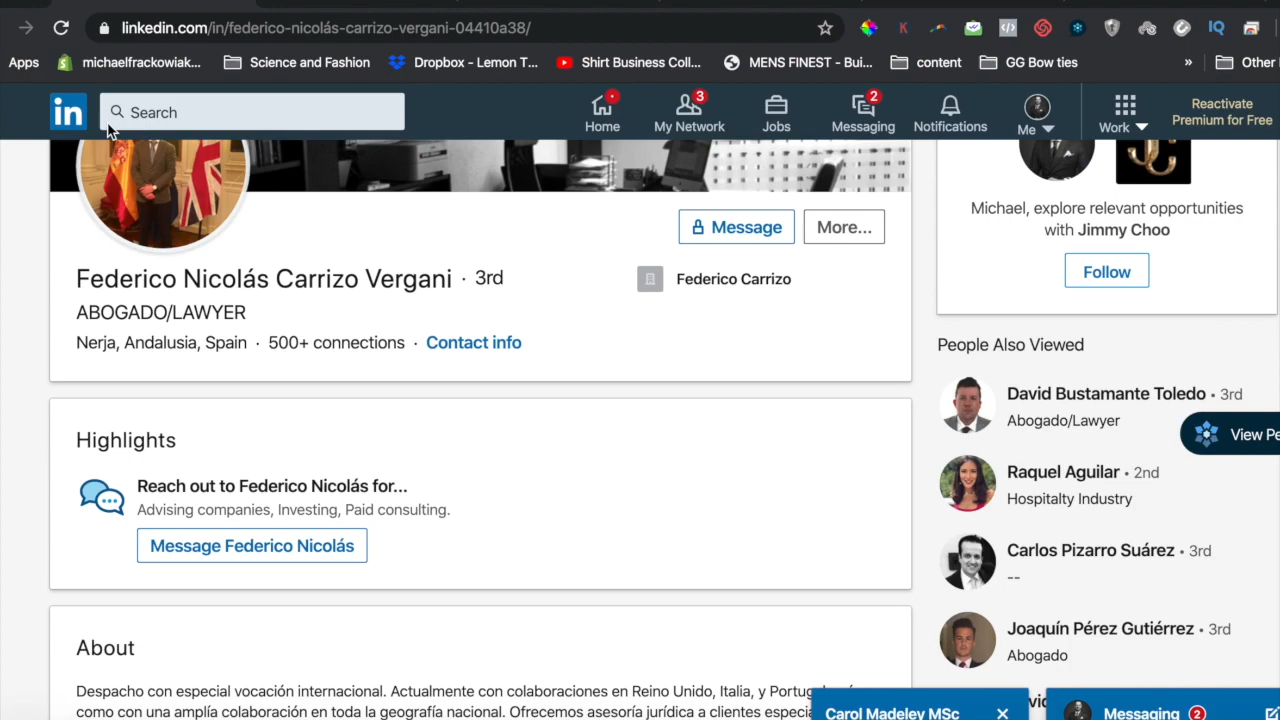 linkedin.com/in/federico-nicolás-carrizo-vergani-04410a38/
Apps michaelfrackowiak... Science and Fashion Dropbox - Lemon T... Shirt Business Coll... MENS FINEST - Bui... content GG Bow ties » Other
in Search Home My Network 3 Jobs Messaging 2 Notifications Me Work Reactivate
Premium for Free
Message More...
Federico Nicolás Carrizo Vergani · 3rd
Federico Carrizo
ABOGADO/LAWYER
Nerja, Andalusia, Spain · 500+ connections · Contact info
Highlights
Reach out to Federico Nicolás for...
Advising companies, Investing, Paid consulting.
Message Federico Nicolás
About
Despacho con especial vocación internacional. Actualmente con colaboraciones en Reino Unido, Italia, y
como con una amplía colaboración en toda la geografía nacional. Ofrecemos asesoría jurídica a clientes
JC
Michael, explore relevant opportunities
with Jimmy Choo
Follow
People Also Viewed
David Bustamante Toledo • 3rd
Abogado/Lawyer
View Pe
Raquel Aguilar • 2nd
Hospitalty Industry
Carlos Pizarro Suárez • 3rd
--
Joaquín Pérez Gutiérrez • 3rd
Abogado
Carol Madeley MSc
Messaging 2